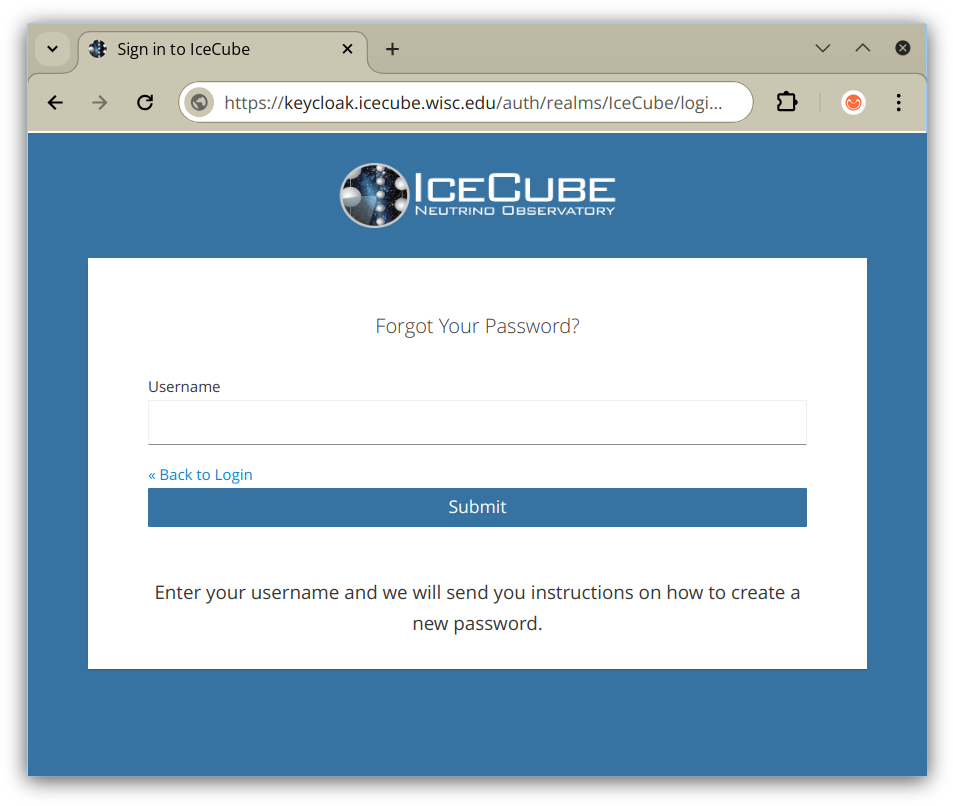 Sign in to IceCube
https://keycloak.icecube.wisc.edu/auth/realms/IceCube/logi...
ICECUBE
NEUTRINO OBSERVATORY
Forgot Your Password?
Username
« Back to Login
Submit
Enter your username and we will send you instructions on how to create a
new password.